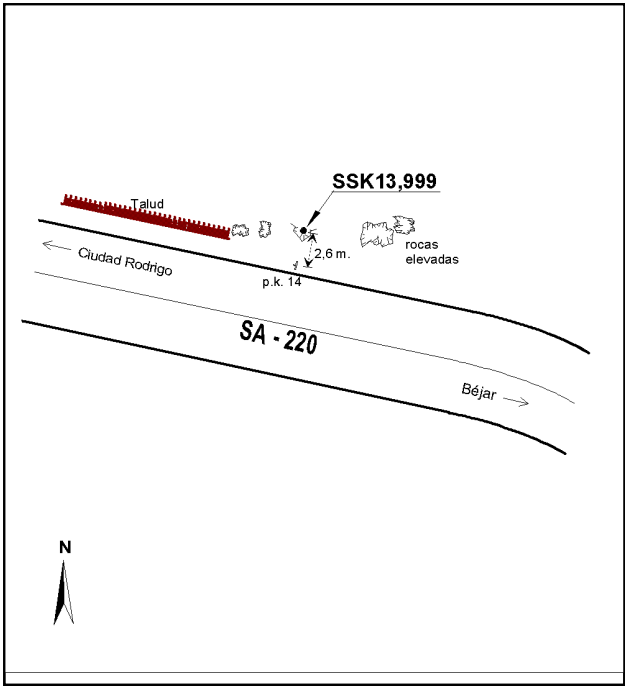 SSK13,999
Talud
rocas
elevadas
2,6 m.
Ciudad Rodrigo
p.k. 14
SA - 220
Béjar
N